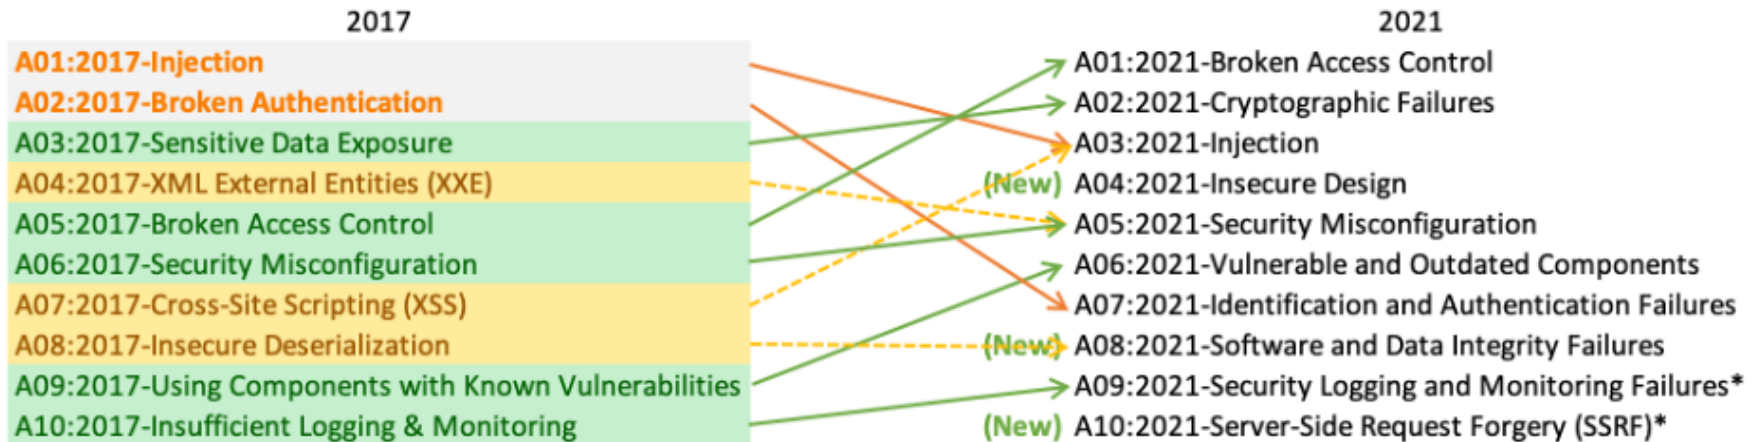 2017
2021
A01:2017-Injection
A02:2017-Broken Authentication
A03:2017-Sensitive Data Exposure
A04:2017-XML External Entities (XXE)
A05:2017-Broken Access Control
A06:2017-Security Misconfiguration
A07:2017-Cross-Site Scripting (XSS)
A08:2017-Insecure Deserialization
A09:2017-Using Components with Known Vulnerabilities
A10:2017-Insufficient Logging & Monitoring
A01:2021-Broken Access Control
A02:2021-Cryptographic Failures
A03:2021-Injection
(New) A04:2021-Insecure Design
A05:2021-Security Misconfiguration
A06:2021-Vulnerable and Outdated Components
A07:2021-Identification and Authentication Failures
(New) A08:2021-Software and Data Integrity Failures
A09:2021-Security Logging and Monitoring Failures*
(New) A10:2021-Server-Side Request Forgery (SSRF)*